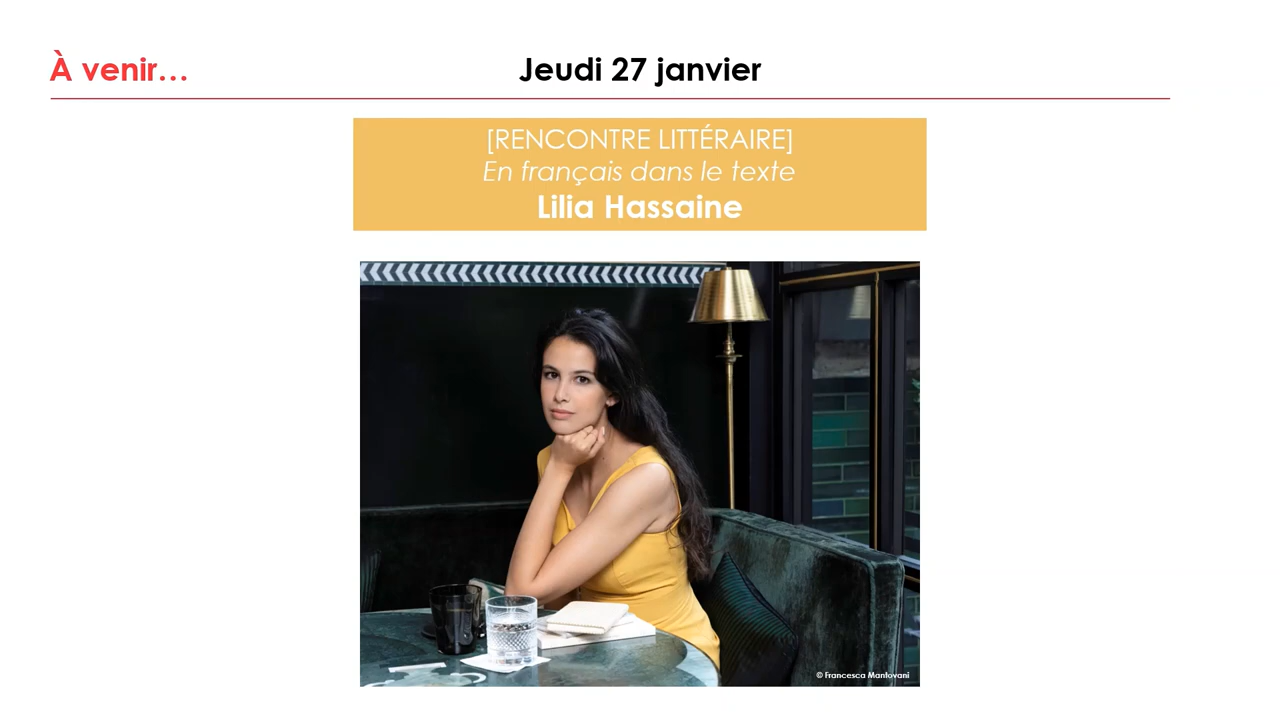 À venir…
Jeudi 27 janvier
[RENCONTRE LITTÉRAIRE]
En français dans le texte
Lilia Hassaine
© Francesca Mantovani